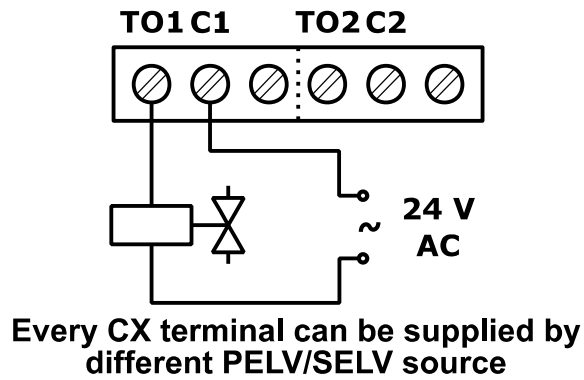 TO1 C1 TO2 C2
24 V
~
AC
Every CX terminal can be supplied by
different PELV/SELV source